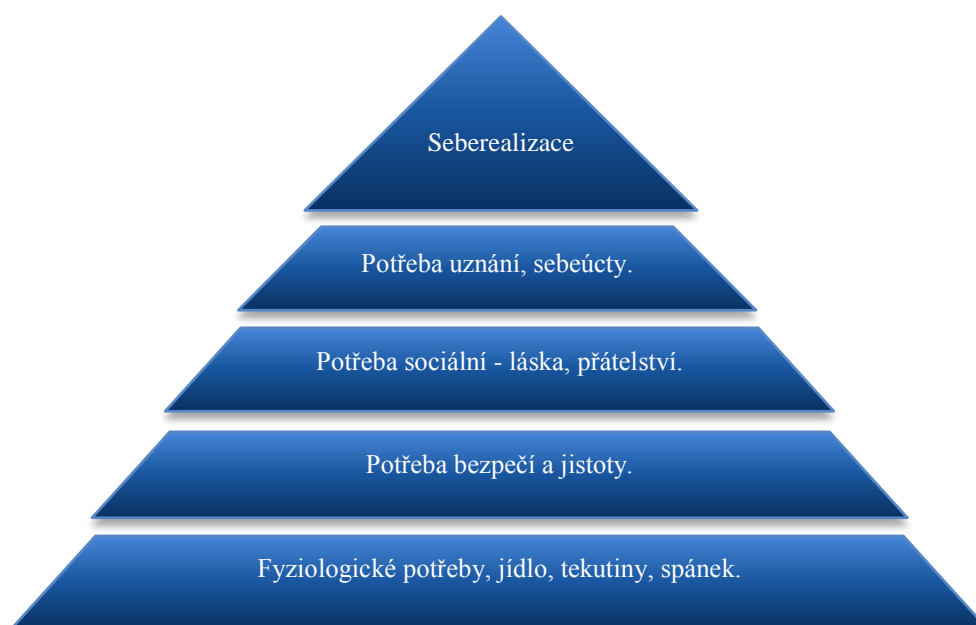 Seberealizace
Potřeba uznání, sebeúcty.
Potřeba sociální - láska, přátelství.
Potřeba bezpečí a jistoty.
Fyziologické potřeby, jídlo, tekutiny, spánek.